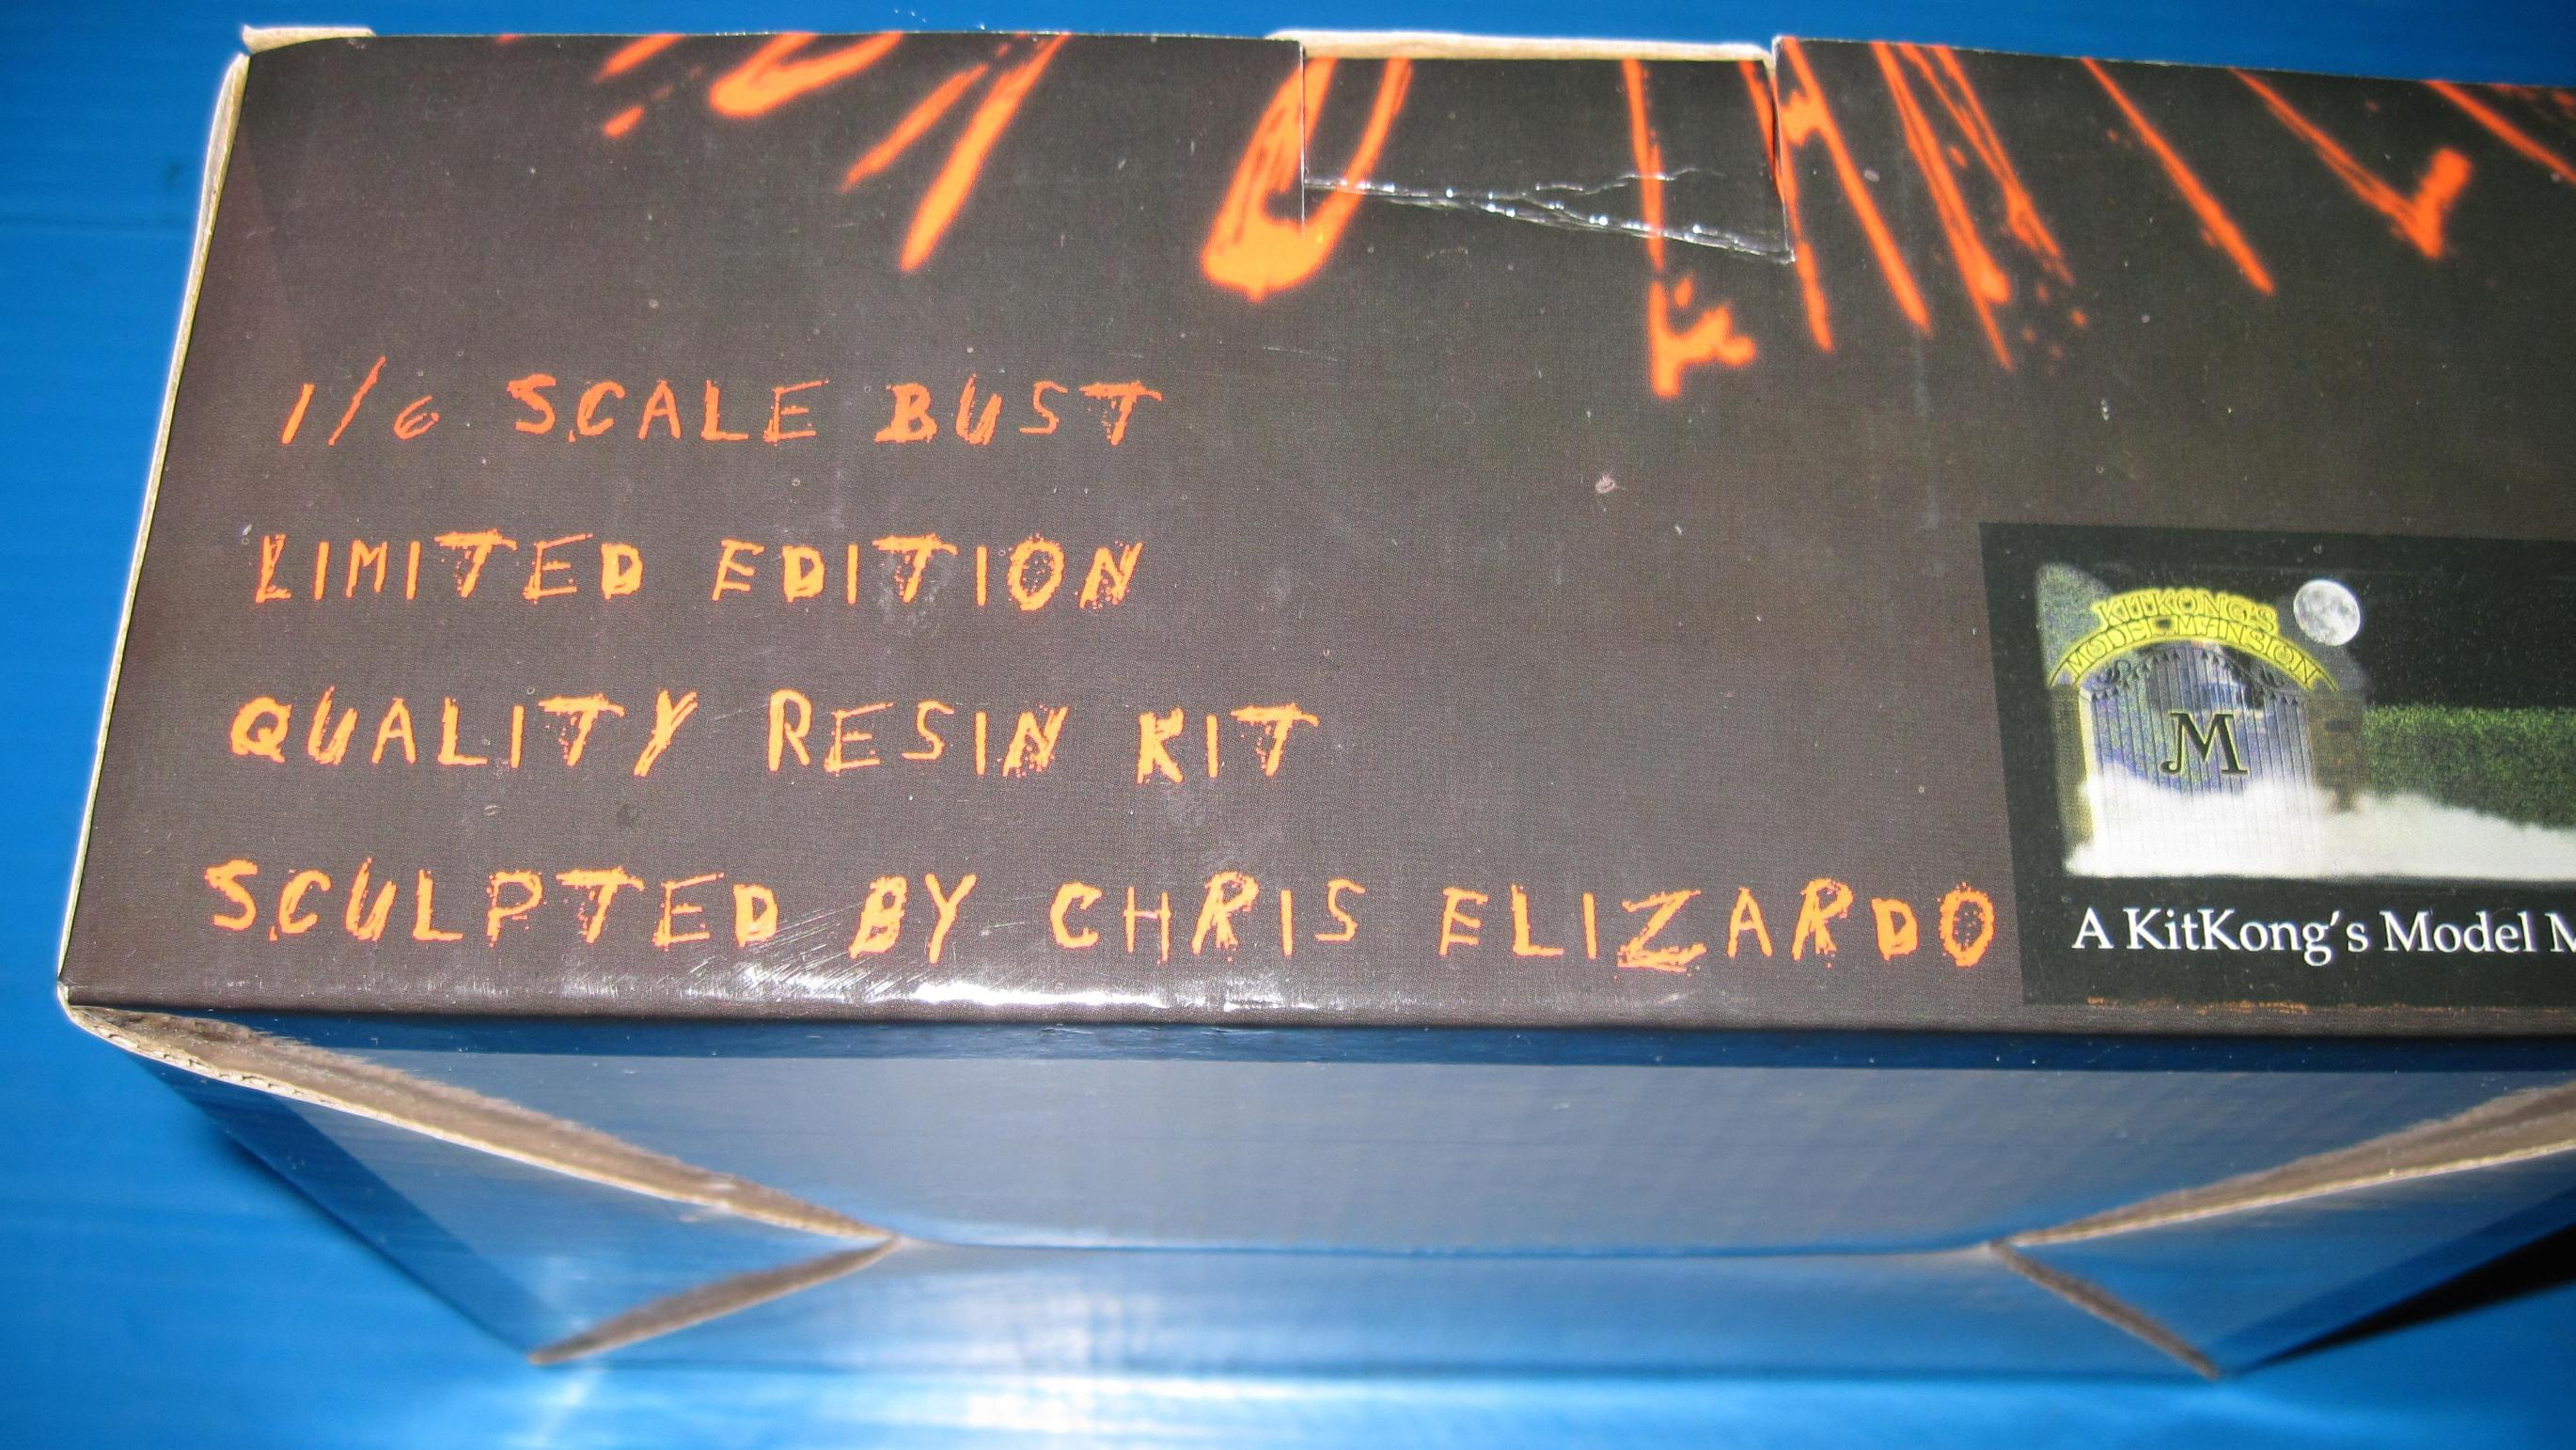 1/6 SCALE BUST
LIMITED EDITION
QUALITY RESIN KIT
SCULPTED BY CHRIS ELIZARDO
KITKONG'S
MODEL MANSION
M
A KitKong's Model M